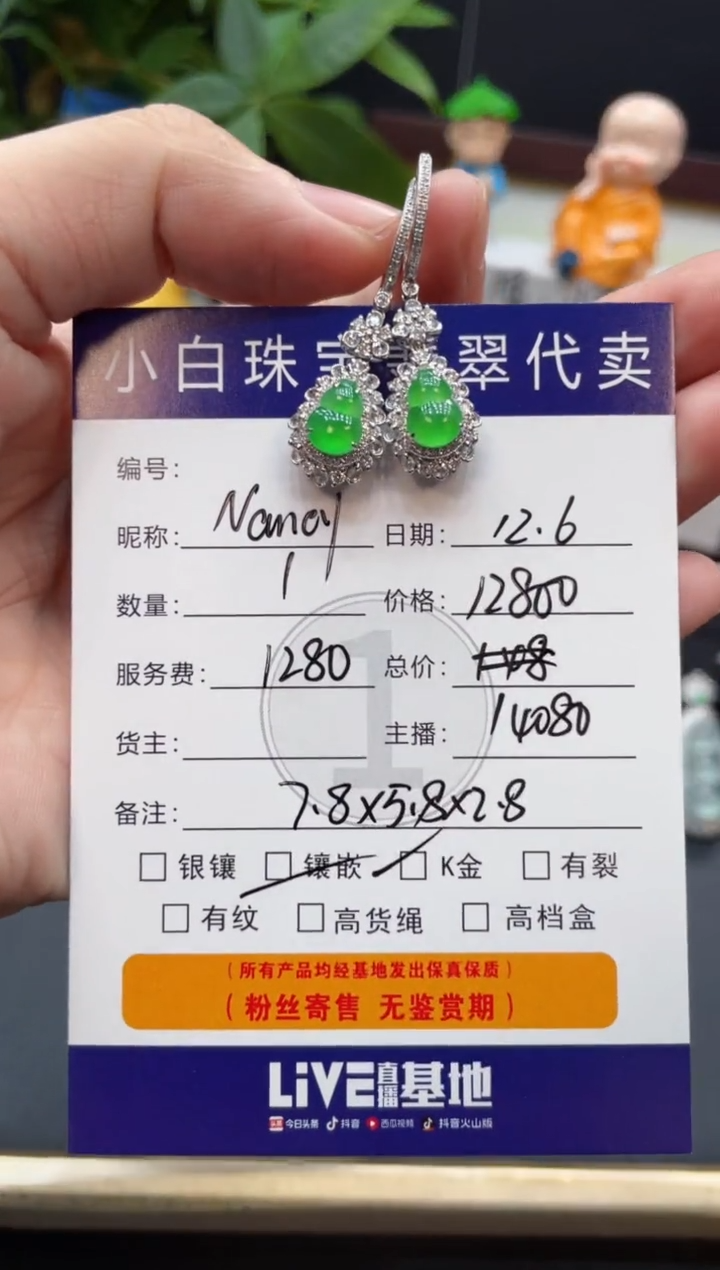 小白珠宝翡翠代卖
编号:
昵称: Nancy 日期: 12.6
数量: 1 价格: 12800
服务费: 1280 总价:
货主: 主播: 14080
备注: 7.8x5.8x2.8
银镶 镶嵌 K金 有裂
有纹 高货绳 高档盒
(所有产品均经基地发出保真保质)
(粉丝寄售 无鉴赏期)
LiVE直播基地
头条 今日头条 抖音 西瓜视频 抖音火山版
1